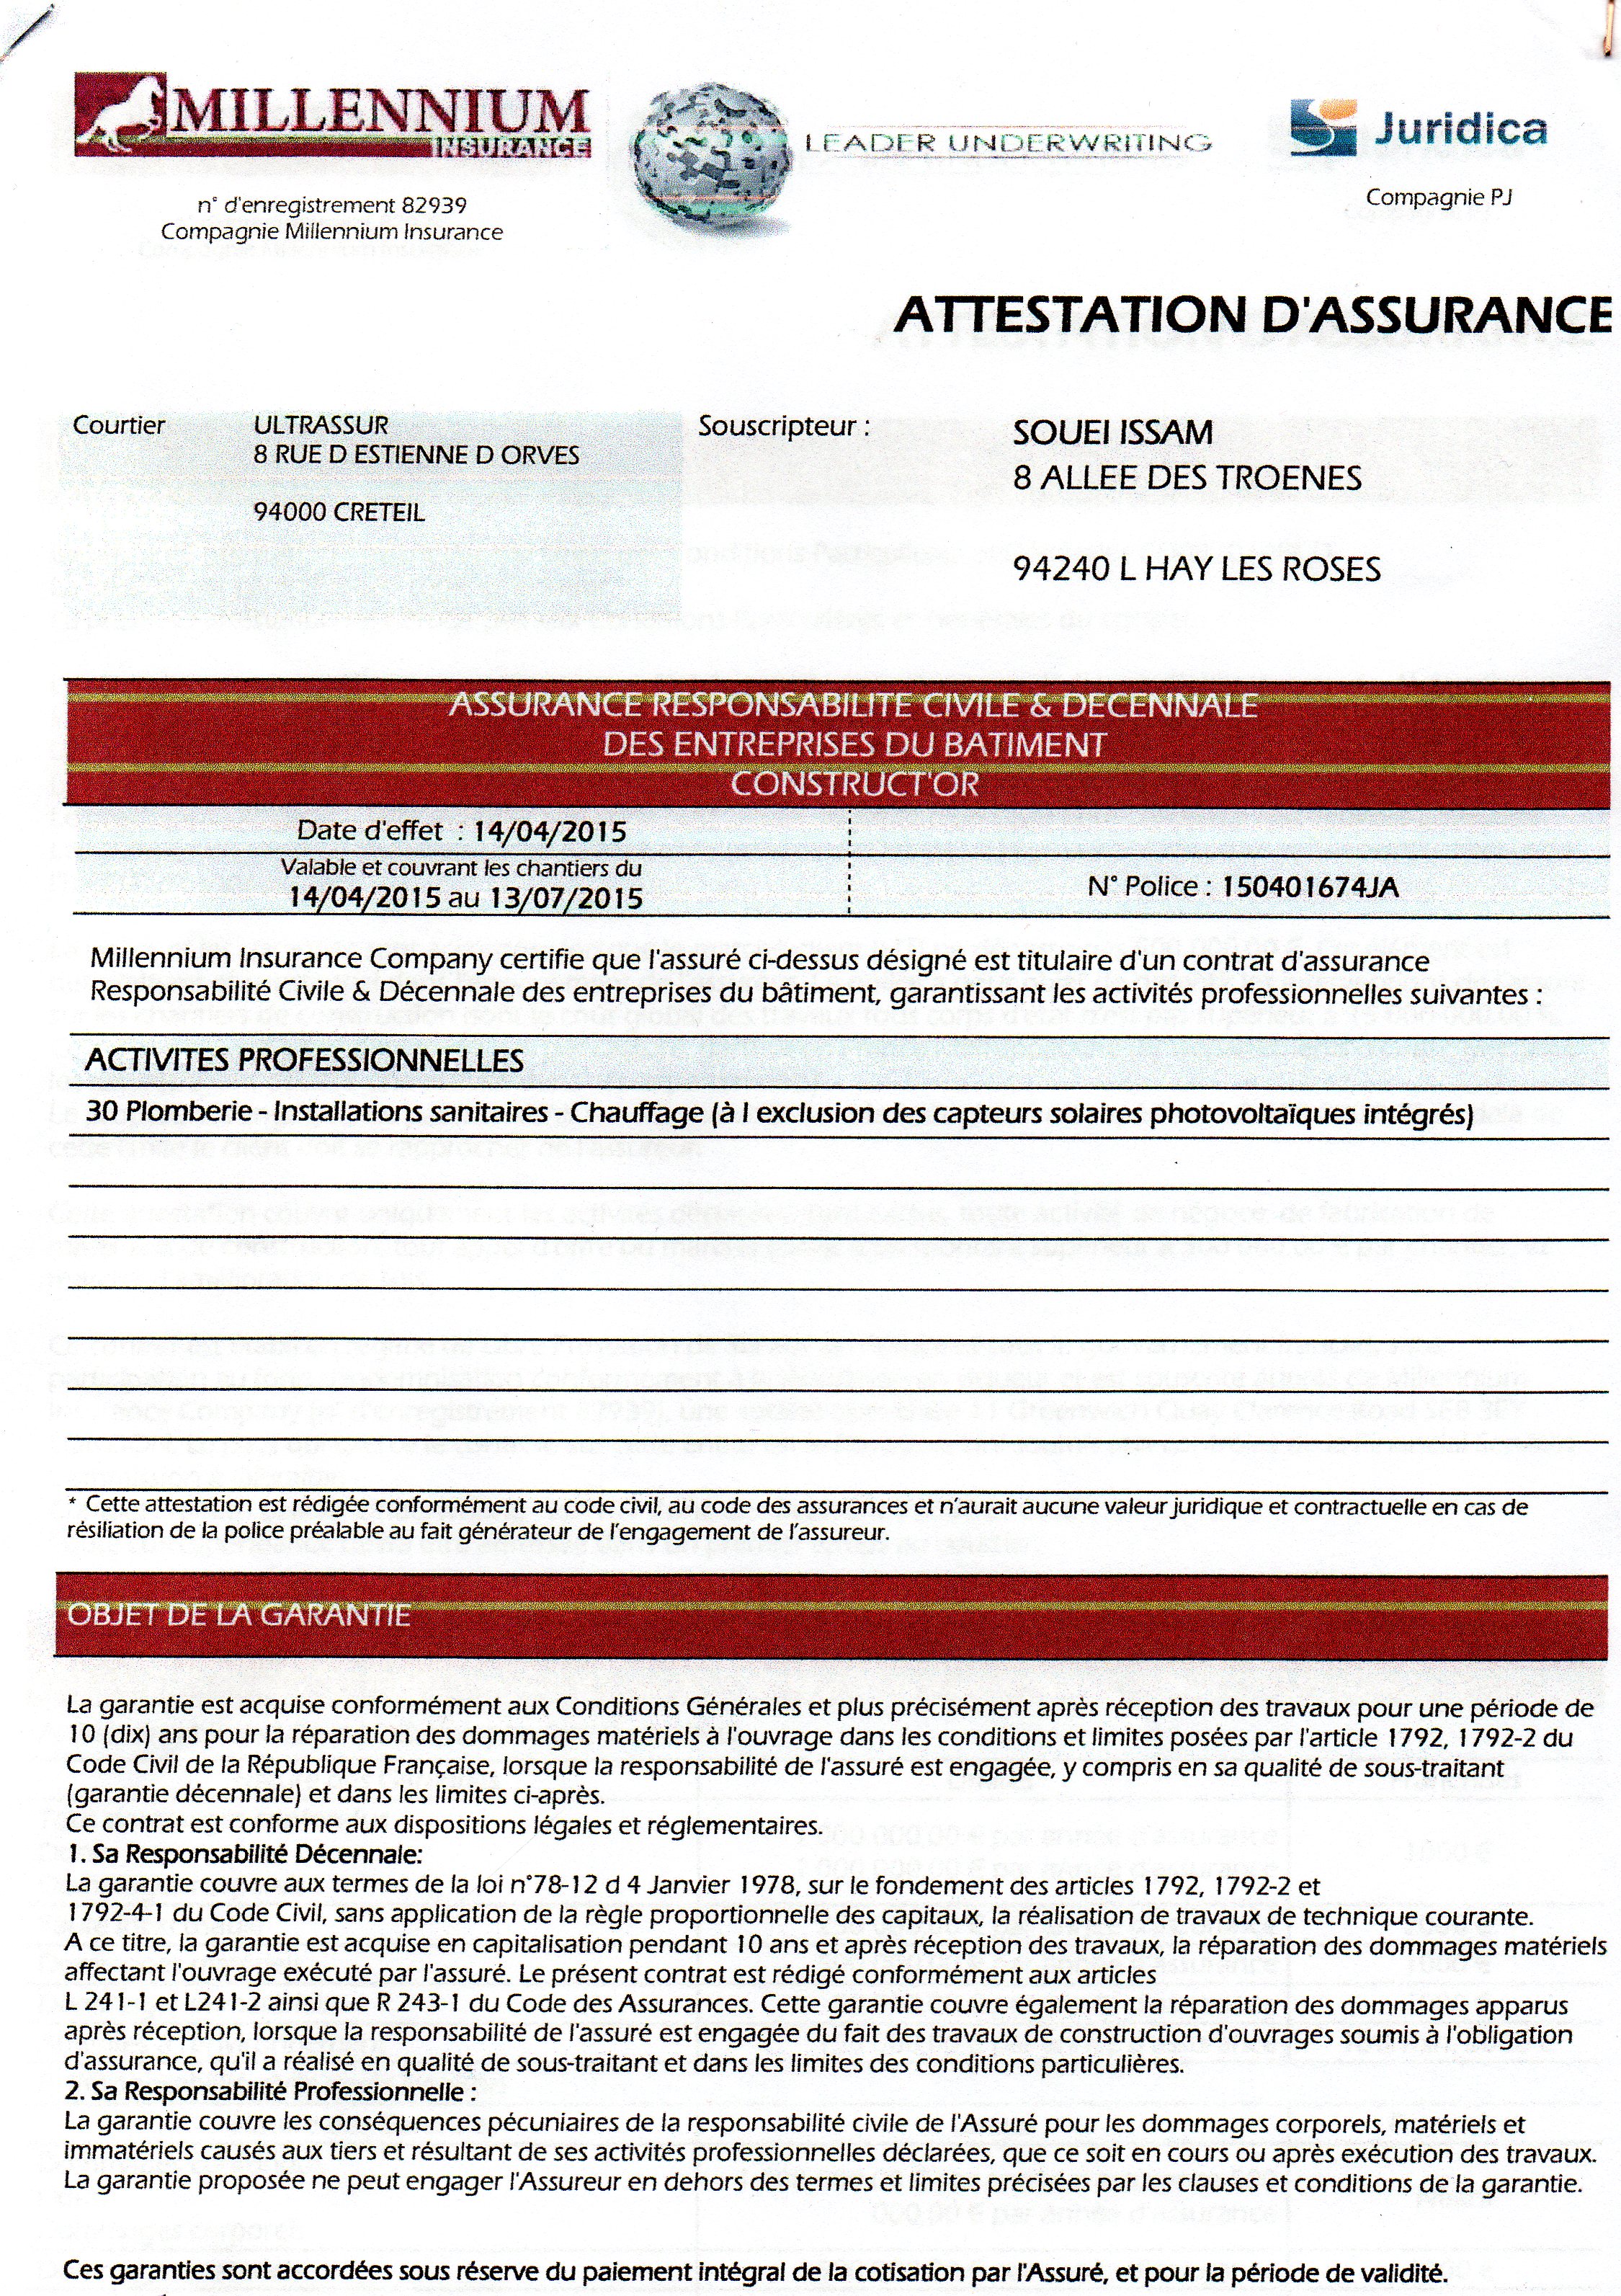 MILLENNIUM
INSURANCE
n° d'enregistrement 82939
Compagnie Millennium Insurance
LEADER UNDERWRITING
Juridica
Compagnie PJ
ATTESTATION D'ASSURANCE
Courtier
ULTRASSUR
8 RUE D ESTIENNE D ORVES
94000 CRETEIL
Souscripteur :
SOUEI ISSAM
8 ALLEE DES TROENES
94240 L HAY LES ROSES
ASSURANCE RESPONSABILITE CIVILE & DECENNALE
DES ENTREPRISES DU BATIMENT
CONSTRUCT'OR
Date d'effet : 14/04/2015
Valable et couvrant les chantiers du
14/04/2015 au 13/07/2015
N° Police : 150401674JA
Millennium Insurance Company certifie que l'assuré ci-dessus désigné est titulaire d'un contrat d'assurance
Responsabilité Civile & Décennale des entreprises du bâtiment, garantissant les activités professionnelles suivantes :
ACTIVITES PROFESSIONNELLES
30 Plomberie - Installations sanitaires - Chauffage (à l exclusion des capteurs solaires photovoltaïques intégrés)
* Cette attestation est rédigée conformément au code civil, au code des assurances et n'aurait aucune valeur juridique et contractuelle en cas de
résiliation de la police préalable au fait générateur de l'engagement de l'assureur.
OBJET DE LA GARANTIE
La garantie est acquise conformément aux Conditions Générales et plus précisément après réception des travaux pour une période de
10 (dix) ans pour la réparation des dommages matériels à l'ouvrage dans les conditions et limites posées par l'article 1792, 1792-2 du
Code Civil de la République Française, lorsque la responsabilité de l'assuré est engagée, y compris en sa qualité de sous-traitant
(garantie décennale) et dans les limites ci-après.
Ce contrat est conforme aux dispositions légales et réglementaires.
1. Sa Responsabilité Décennale:
La garantie couvre aux termes de la loi n°78-12 d 4 Janvier 1978, sur le fondement des articles 1792, 1792-2 et
1792-4-1 du Code Civil, sans application de la règle proportionnelle des capitaux, la réalisation de travaux de technique courante.
A ce titre, la garantie est acquise en capitalisation pendant 10 ans et après réception des travaux, la réparation des dommages matériels
affectant l'ouvrage exécuté par l'assuré. Le présent contrat est rédigé conformément aux articles
L 241-1 et L241-2 ainsi que R 243-1 du Code des Assurances. Cette garantie couvre également la réparation des dommages apparus
après réception, lorsque la responsabilité de l'assuré est engagée du fait des travaux de construction d'ouvrages soumis à l'obligation
d'assurance, qu'il a réalisé en qualité de sous-traitant et dans les limites des conditions particulières.
2. Sa Responsabilité Professionnelle :
La garantie couvre les conséquences pécuniaires de la responsabilité civile de l'Assuré pour les dommages corporels, matériels et
immatériels causés aux tiers et résultant de ses activités professionnelles déclarées, que ce soit en cours ou après exécution des travaux.
La garantie proposée ne peut engager l'Assureur en dehors des termes et limites précisées par les clauses et conditions de la garantie.
Ces garanties sont accordées sous réserve du paiement intégral de la cotisation par l'Assuré, et pour la période de validité.